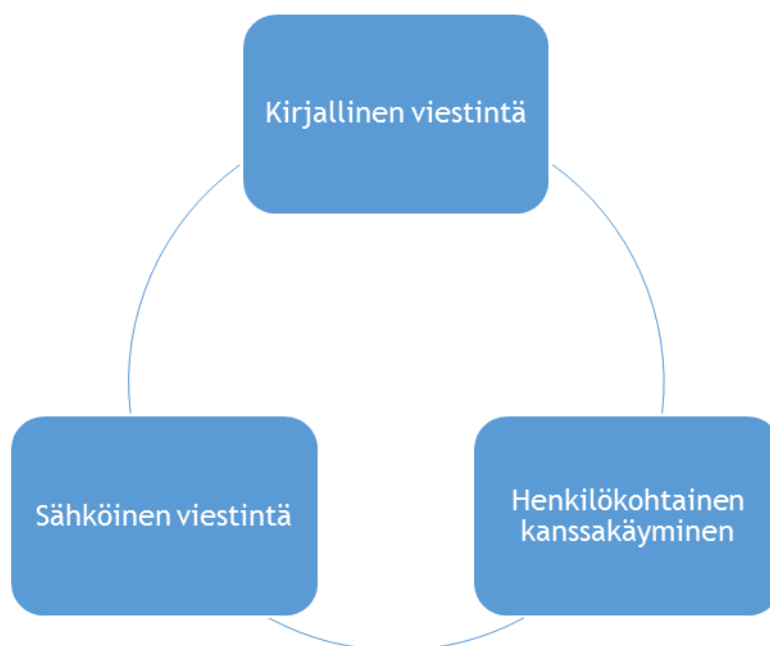 Kirjallinen viestintä
Sähköinen viestintä
Henkilökohtainen
kanssakäyminen